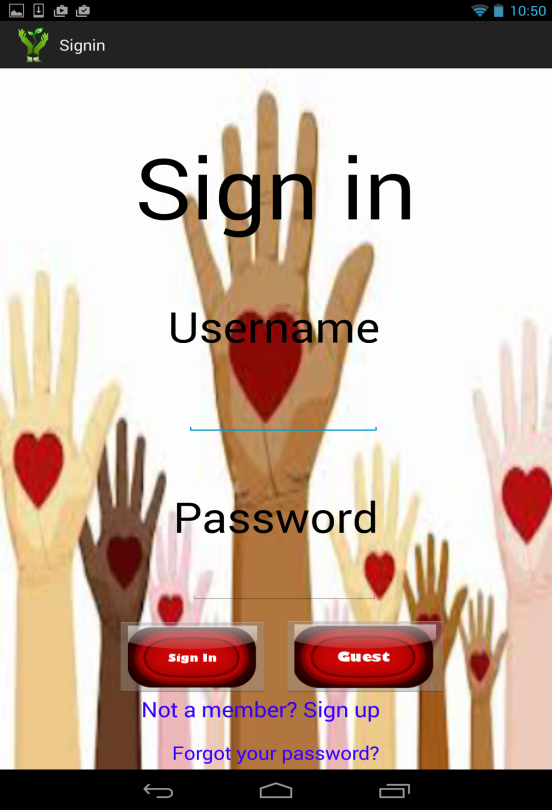 10:50
Signin
Sign in
Username
Password
Sign In
Guest
Not a member? Sign up
Forgot your password?